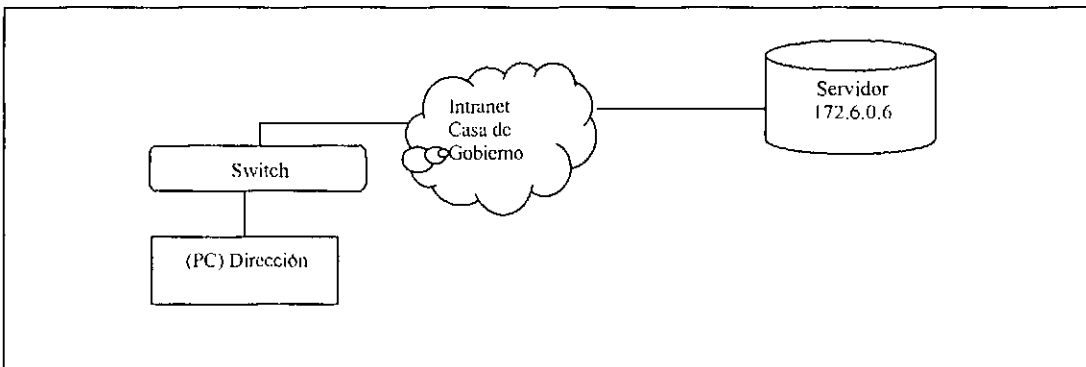 Servidor
172.6.0.6
Intranet
Casa de
Gobierno
Switch
(PC) Dirección